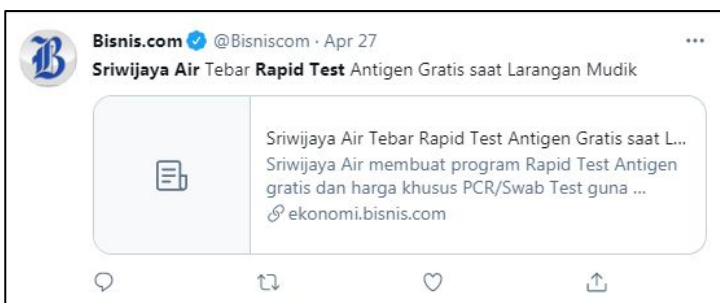 Bisnis.com @Bisniscom · Apr 27
Sriwijaya Air Tebar Rapid Test Antigen Gratis saat Larangan Mudik
Sriwijaya Air Tebar Rapid Test Antigen Gratis saat L...
Sriwijaya Air membuat program Rapid Test Antigen
gratis dan harga khusus PCR/Swab Test guna ...
ekonomi.bisnis.com